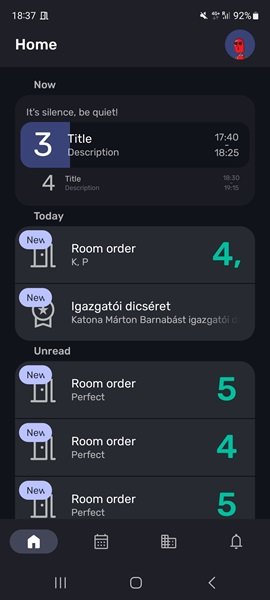 18:37
92%
Home
Now
It's silence, be quiet!
3 Title 17:40
Description - 18:25
4 Title 18:30
Description - 19:15
Today
New
Room order 4,
K, P
New
Igazgatói dicséret
Katona Márton Barnabást igazgatói
Unread
New
Room order 5
Perfect
New
Room order 4
Perfect
New
Room order 5
Perfect